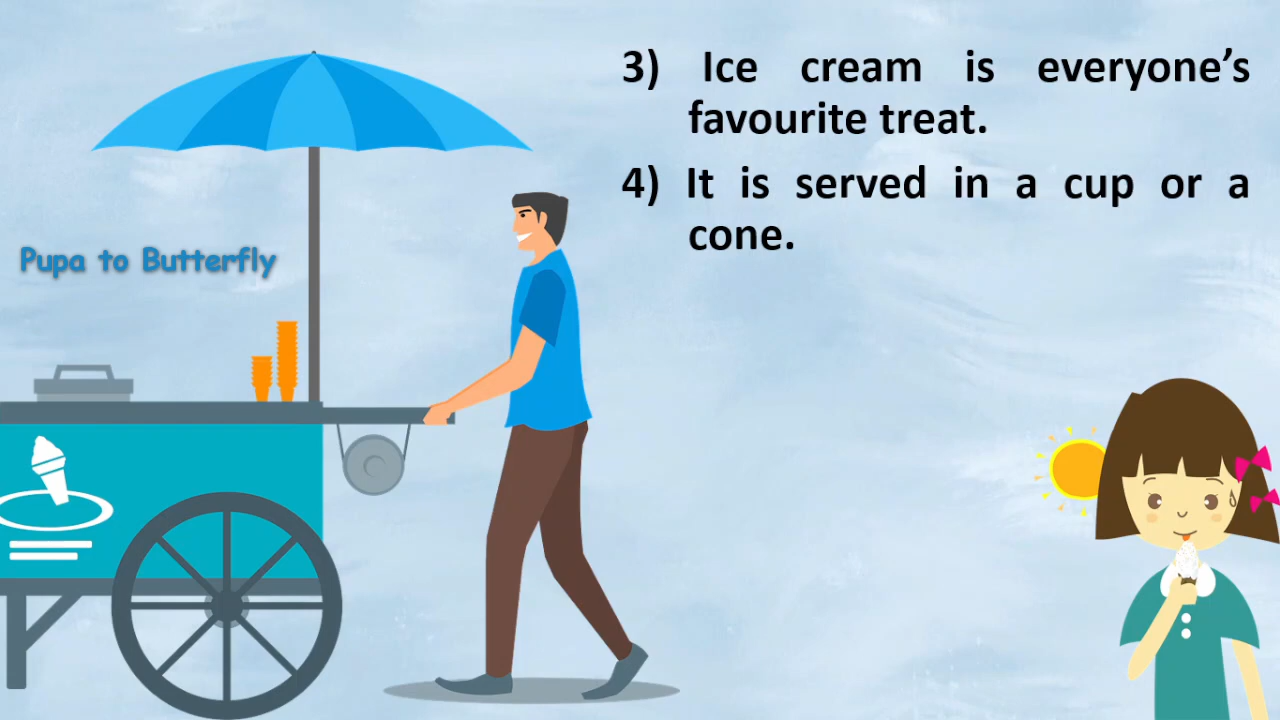 3) Ice cream is everyone's
favourite treat.
4) It is served in a cup or a
cone.
Pupa to Butterfly